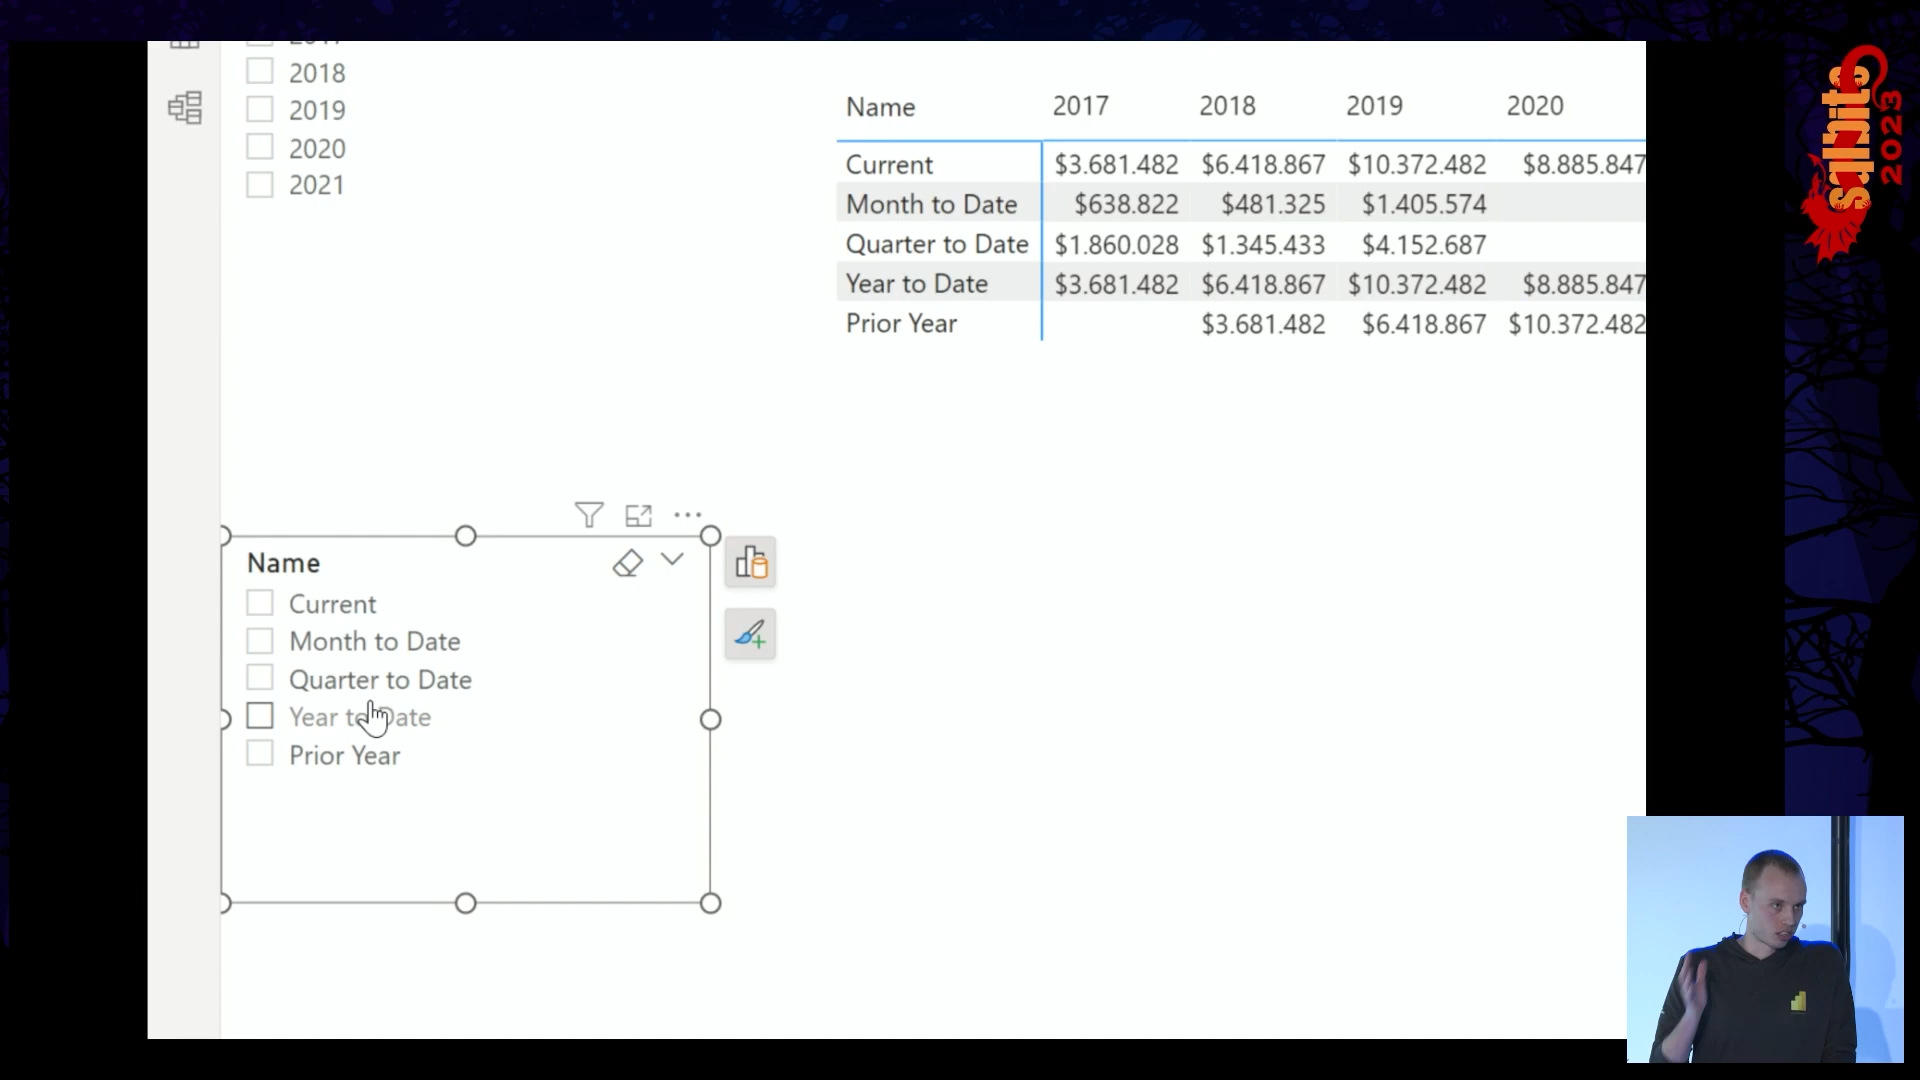 2018
2019
2020
2021
Name 2017 2018 2019 2020
Current $3.681.482 $6.418.867 $10.372.482 $8.885.847
Month to Date $638.822 $481.325 $1.405.574
Quarter to Date $1.860.028 $1.345.433 $4.152.687
Year to Date $3.681.482 $6.418.867 $10.372.482 $8.885.847
Prior Year $3.681.482 $6.418.867 $10.372.482
Name
Current
Month to Date
Quarter to Date
Year to Date
Prior Year
sqlbits
2023